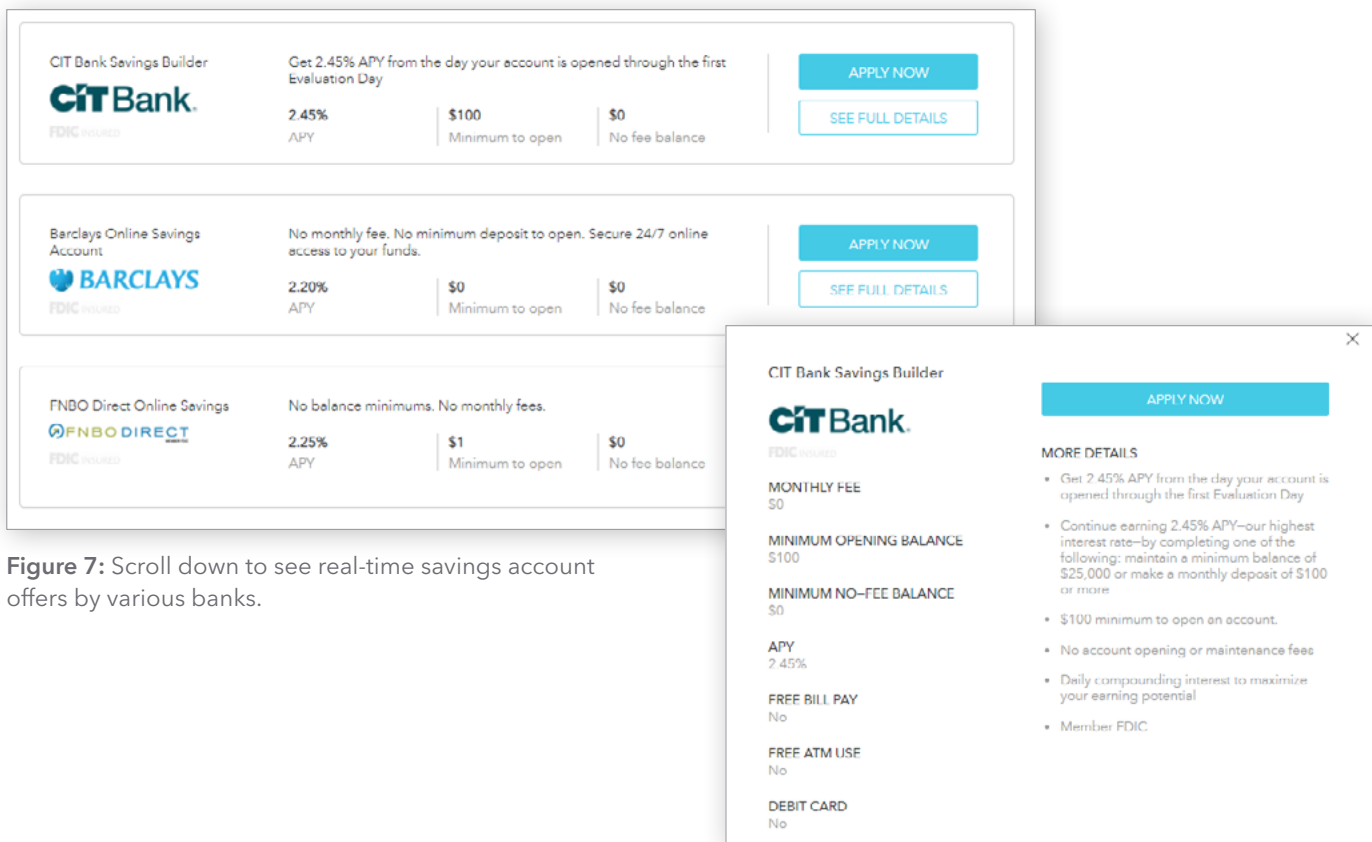 CIT Bank Savings Builder
CiT Bank.
FDIC INSURED
Get 2.45% APY from the day your account is opened through the first
Evaluation Day
2.45%
APY
$100
Minimum to open
$0
No fee balance
APPLY NOW
SEE FULL DETAILS
Barclays Online Savings
Account
BARCLAYS
FDIC INSURED
No monthly fee. No minimum deposit to open. Secure 24/7 online
access to your funds.
2.20%
APY
$0
Minimum to open
$0
No fee balance
APPLY NOW
SEE FULL DETAILS
FNBO Direct Online Savings
FNBO DIRECT
MEMBER FDIC
FDIC INSURED
No balance minimums. No monthly fees.
2.25%
APY
$1
Minimum to open
$0
No fee balance
Figure 7: Scroll down to see real-time savings account
offers by various banks.
CIT Bank Savings Builder
CiT Bank.
FDIC INSURED
MONTHLY FEE
$0
MINIMUM OPENING BALANCE
$100
MINIMUM NO–FEE BALANCE
$0
APY
2.45%
FREE BILL PAY
No
FREE ATM USE
No
DEBIT CARD
No
APPLY NOW
MORE DETAILS
• Get 2.45% APY from the day your account is
opened through the first Evaluation Day
• Continue earning 2.45% APY—our highest
interest rate—by completing one of the
following: maintain a minimum balance of
$25,000 or make a monthly deposit of $100
or more
• $100 minimum to open an account.
• No account opening or maintenance fees
• Daily compounding interest to maximize
your earning potential
• Member FDIC